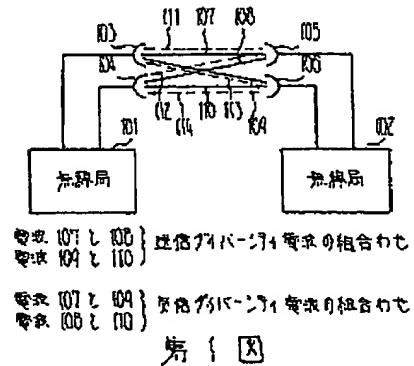 103 111 107 108 105
104 106
101 112 114 110 113 109 102
無線局 無線局
電波 107 と 108 } 送信ダイバーシティ電波の組合わせ
電波 109 と 110
電波 107 と 109 } 受信ダイバーシティ電波の組合わせ
電波 108 と 110
第 1 図